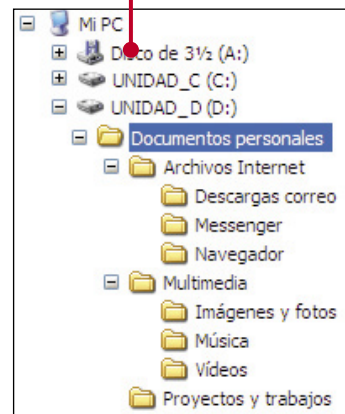 Mi PC
Disco de 3½ (A:)
UNIDAD_C (C:)
UNIDAD_D (D:)
Documentos personales
Archivos Internet
Descargas correo
Messenger
Navegador
Multimedia
Imágenes y fotos
Música
Vídeos
Proyectos y trabajos